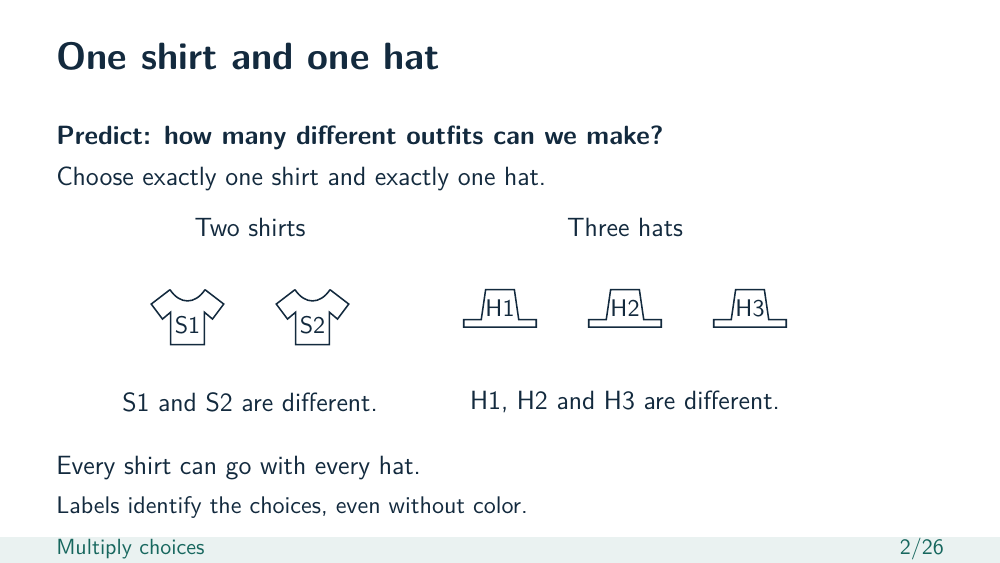 One shirt and one hat
Predict: how many different outfits can we make?
Choose exactly one shirt and exactly one hat.
Two shirts
Three hats
S1
S2
H1
H2
H3
S1 and S2 are different.
H1, H2 and H3 are different.
Every shirt can go with every hat.
Labels identify the choices, even without color.
Multiply choices
2/26